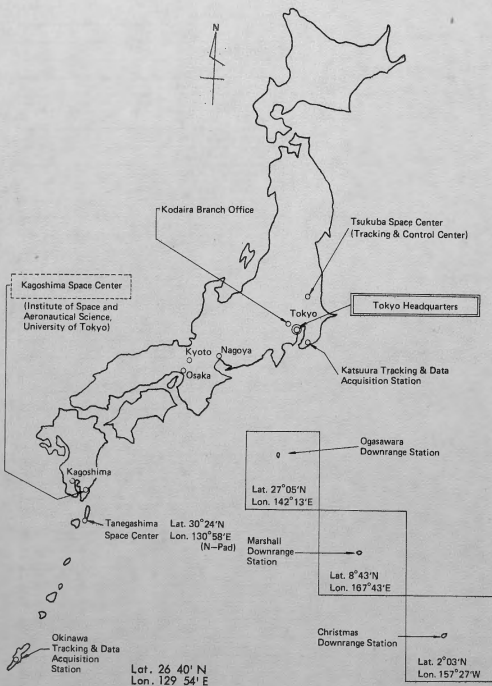 N
Kodaira Branch Office
Tsukuba Space Center
(Tracking & Control Center)
Kagoshima Space Center
(Institute of Space and
Aeronautical Science,
University of Tokyo)
Tokyo
Tokyo Headquarters
Kyoto
Nagoya
Osaka
Katsuura Tracking & Data
Acquisition Station
Ogasawara
Downrange Station
Lat. 27°05'N
Lon. 142°13'E
Kagoshima
Tanegashima
Space Center
Lat. 30°24'N
Lon. 130°58'E
(N-Pad)
Marshall
Downrange
Station
Lat. 8°43'N
Lon. 167°43'E
Christmas
Downrange Station
Lat. 2°03'N
Lon. 157°27'W
Okinawa
Tracking & Data
Acquisition
Station
Lat. 26 40' N
Lon. 129 54' E